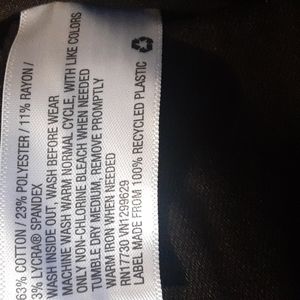 63% COTTON / 23% POLYESTER / 11% RAYON /
3% LYCRA® SPANDEX
WASH INSIDE OUT, WASH BEFORE WEAR
MACHINE WASH WARM NORMAL CYCLE, WITH LIKE COLORS
ONLY NON-CHLORINE BLEACH WHEN NEEDED
TUMBLE DRY MEDIUM, REMOVE PROMPTLY
WARM IRON WHEN NEEDED
RN17730 VN1299629
LABEL MADE FROM 100% RECYCLED PLASTIC